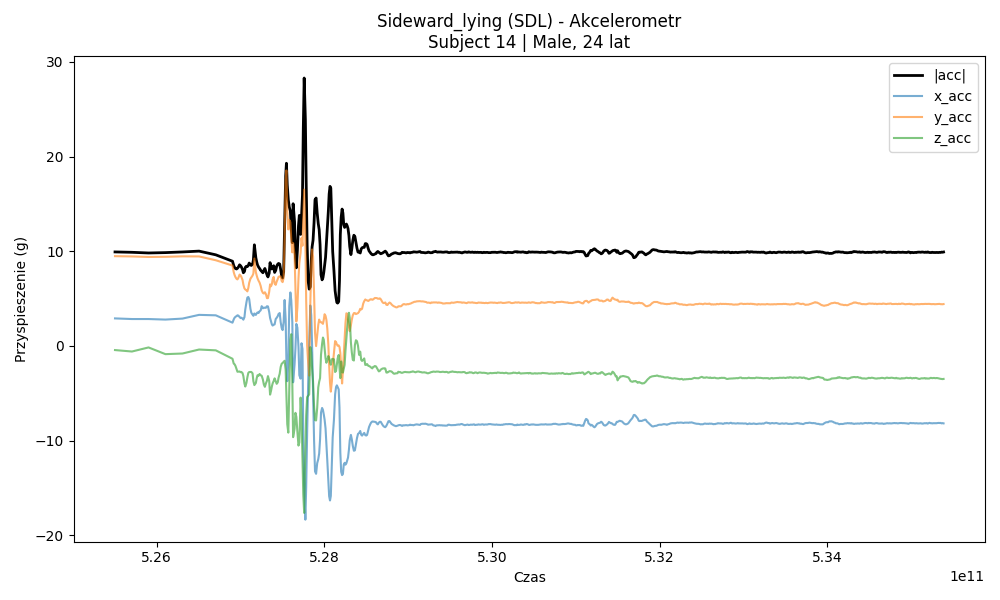 Sideward_lying (SDL) - Akcelerometr
Subject 14 | Male, 24 lat
|acc|
x_acc
y_acc
z_acc
Przyspieszenie (g)
30
20
10
0
−10
−20
5.26
5.28
5.30
5.32
5.34
1e11
Czas